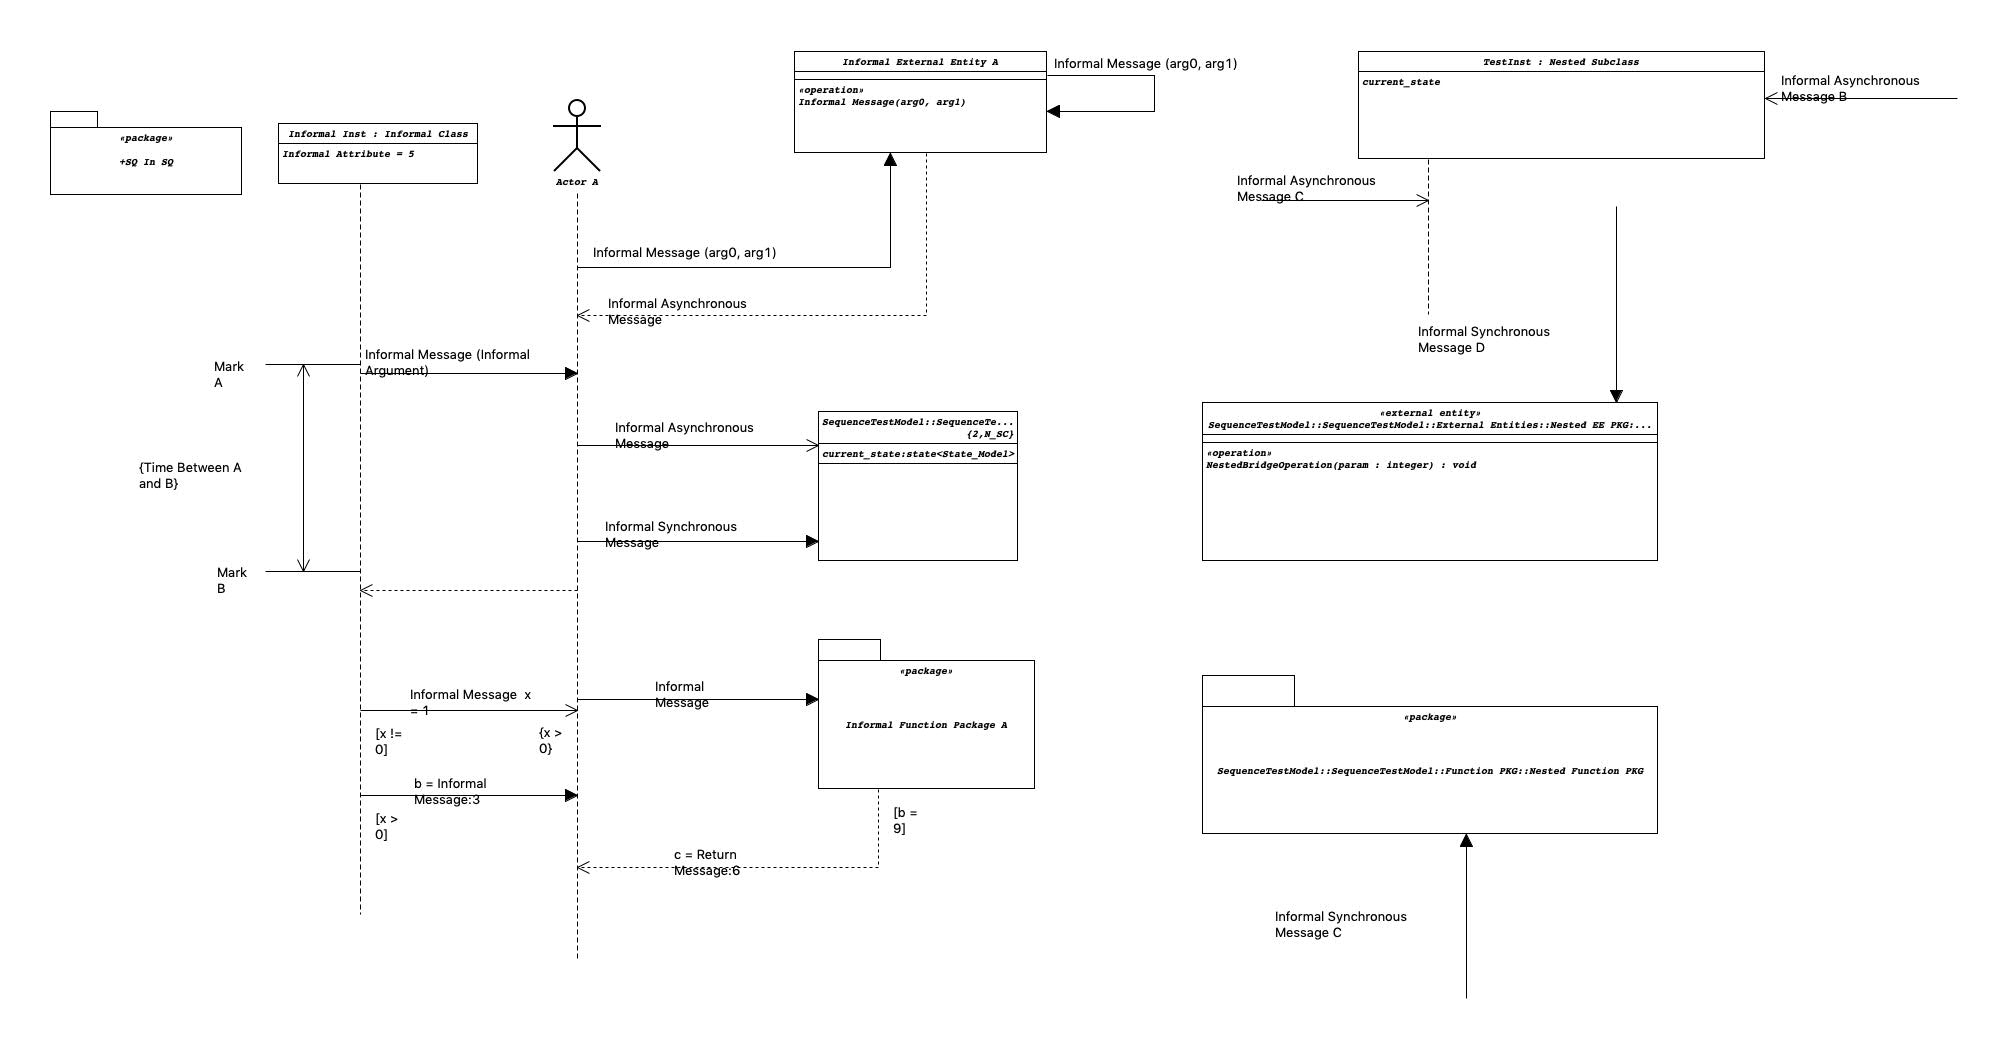 Informal External Entity A
«operation»
Informal Message(arg0, arg1)
Informal Message (arg0, arg1)
TestInst : Nested Subclass
current_state
Informal Asynchronous
Message B
«package»
+SQ In SQ
Informal Inst : Informal Class
Informal Attribute = 5
Actor A
Informal Asynchronous
Message C
Informal Message (arg0, arg1)
Informal Asynchronous
Message
Informal Synchronous
Message D
Mark
A
Informal Message (Informal
Argument)
{Time Between A
and B}
Informal Asynchronous
Message
SequenceTestModel::SequenceTe...
{2,N_SC}
current_state:state<State_Model>
«external entity»
SequenceTestModel::SequenceTestModel::External Entities::Nested EE PKG:...
«operation»
NestedBridgeOperation(param : integer) : void
Informal Synchronous
Message
Mark
B
Informal Message  x
= 1
[x !=
0]
{x >
0}
Informal
Message
«package»
Informal Function Package A
«package»
SequenceTestModel::SequenceTestModel::Function PKG::Nested Function PKG
b = Informal
Message:3
[x >
0]
[b =
9]
c = Return
Message:6
Informal Synchronous
Message C